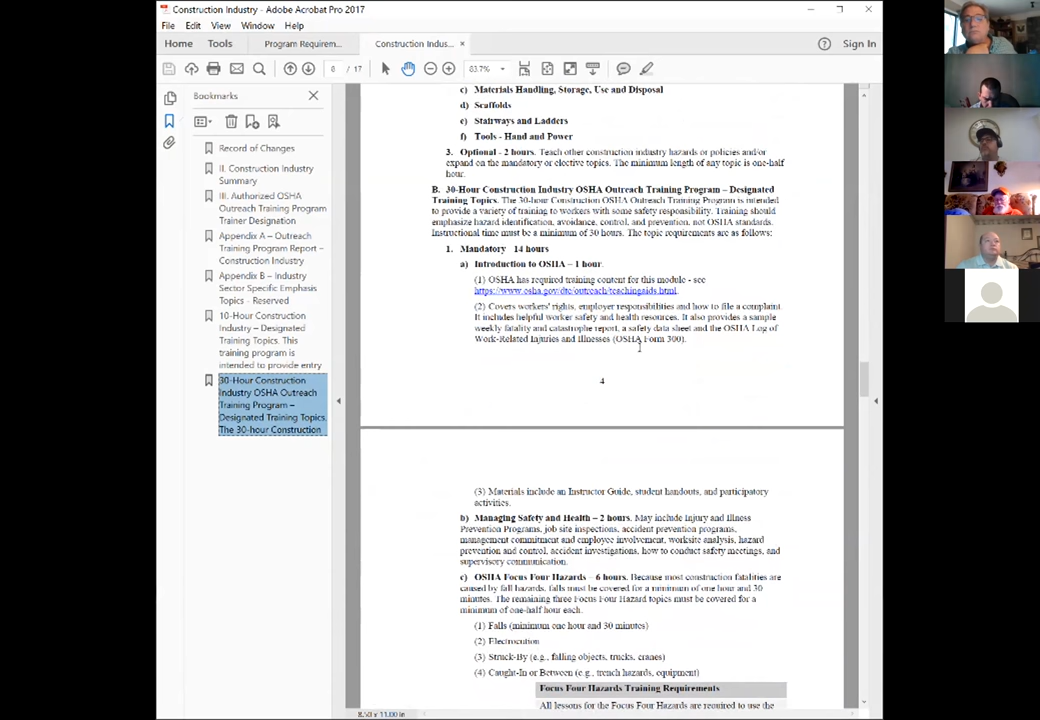 Construction Industry - Adobe Acrobat Pro 2017
File Edit View Window Help
Home Tools Program Requirem... Construction Indus... × Sign In
8 / 17 83.7%
Bookmarks
Record of Changes
II. Construction Industry
Summary
III. Authorized OSHA
Outreach Training Program
Trainer Designation
Appendix A – Outreach
Training Program Report –
Construction Industry
Appendix B – Industry
Sector Specific Emphasis
Topics - Reserved
10-Hour Construction
Industry – Designated
Training Topics. This
training program is
intended to provide entry
30-Hour Construction
Industry OSHA Outreach
Training Program –
Designated Training Topics.
The 30-hour Construction
c) Materials Handling, Storage, Use and Disposal
d) Scaffolds
e) Stairways and Ladders
f) Tools - Hand and Power
3. Optional - 2 hours. Teach other construction industry hazards or policies and/or
expand on the mandatory or elective topics. The minimum length of any topic is one-half
hour.
B. 30-Hour Construction Industry OSHA Outreach Training Program – Designated
Training Topics. The 30-hour Construction OSHA Outreach Training Program is intended
to provide a variety of training to workers with some safety responsibility. Training should
emphasize hazard identification, avoidance, control, and prevention, not OSHA standards.
Instructional time must be a minimum of 30 hours. The topic requirements are as follows:
1. Mandatory - 14 hours
a) Introduction to OSHA – 1 hour.
(1) OSHA has required training content for this module - see
https://www.osha.gov/dte/outreach/teachingaids.html.
(2) Covers workers' rights, employer responsibilities and how to file a complaint.
It includes helpful worker safety and health resources. It also provides a sample
weekly fatality and catastrophe report, a safety data sheet and the OSHA Log of
Work-Related Injuries and Illnesses (OSHA Form 300).
4
(3) Materials include an Instructor Guide, student handouts, and participatory
activities.
b) Managing Safety and Health – 2 hours. May include Injury and Illness
Prevention Programs, job site inspections, accident prevention programs,
management commitment and employee involvement, worksite analysis, hazard
prevention and control, accident investigations, how to conduct safety meetings, and
supervisory communication.
c) OSHA Focus Four Hazards – 6 hours. Because most construction fatalities are
caused by fall hazards, falls must be covered for a minimum of one hour and 30
minutes. The remaining three Focus Four Hazard topics must be covered for a
minimum of one-half hour each.
(1) Falls (minimum one hour and 30 minutes)
(2) Electrocution
(3) Struck-By (e.g., falling objects, trucks, cranes)
(4) Caught-In or Between (e.g., trench hazards, equipment)
Focus Four Hazards Training Requirements
All lessons for the Focus Four Hazards are required to use the
8.50 x 11.00 in